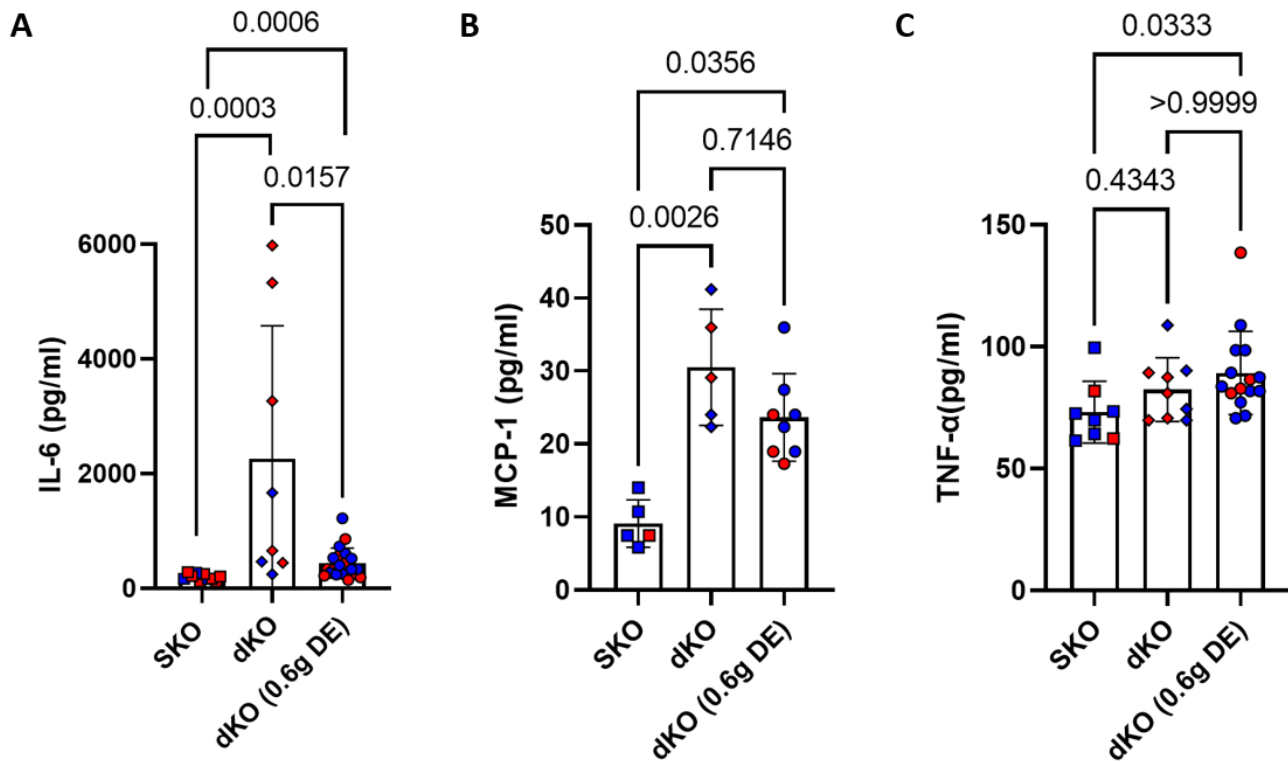 A
0.0006
0.0003
0.0157
IL-6 (pg/ml)
6000
4000
2000
0
SKO
dKO
dKO (0.6g DE)
B
0.0356
0.7146
0.0026
MCP-1 (pg/ml)
50
40
30
20
10
0
SKO
dKO
dKO (0.6g DE)
C
0.0333
>0.9999
0.4343
TNF-α(pg/ml)
150
100
50
0
SKO
dKO
dKO (0.6g DE)